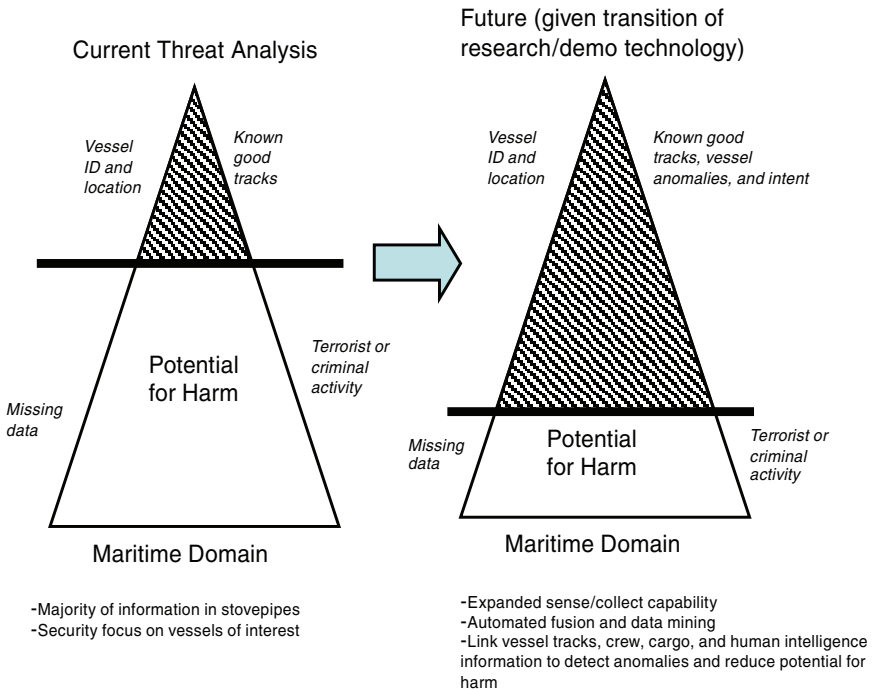 Current Threat Analysis
Vessel
ID and
location
Known
good
tracks
Potential
for Harm
Terrorist or
criminal
activity
Missing
data
Maritime Domain
-Majority of information in stovepipes
-Security focus on vessels of interest
Future (given transition of
research/demo technology)
Vessel
ID and
location
Known good
tracks, vessel
anomalies, and intent
Potential
for Harm
Missing
data
Terrorist or
criminal
activity
Maritime Domain
-Expanded sense/collect capability
-Automated fusion and data mining
-Link vessel tracks, crew, cargo, and human intelligence
information to detect anomalies and reduce potential for
harm